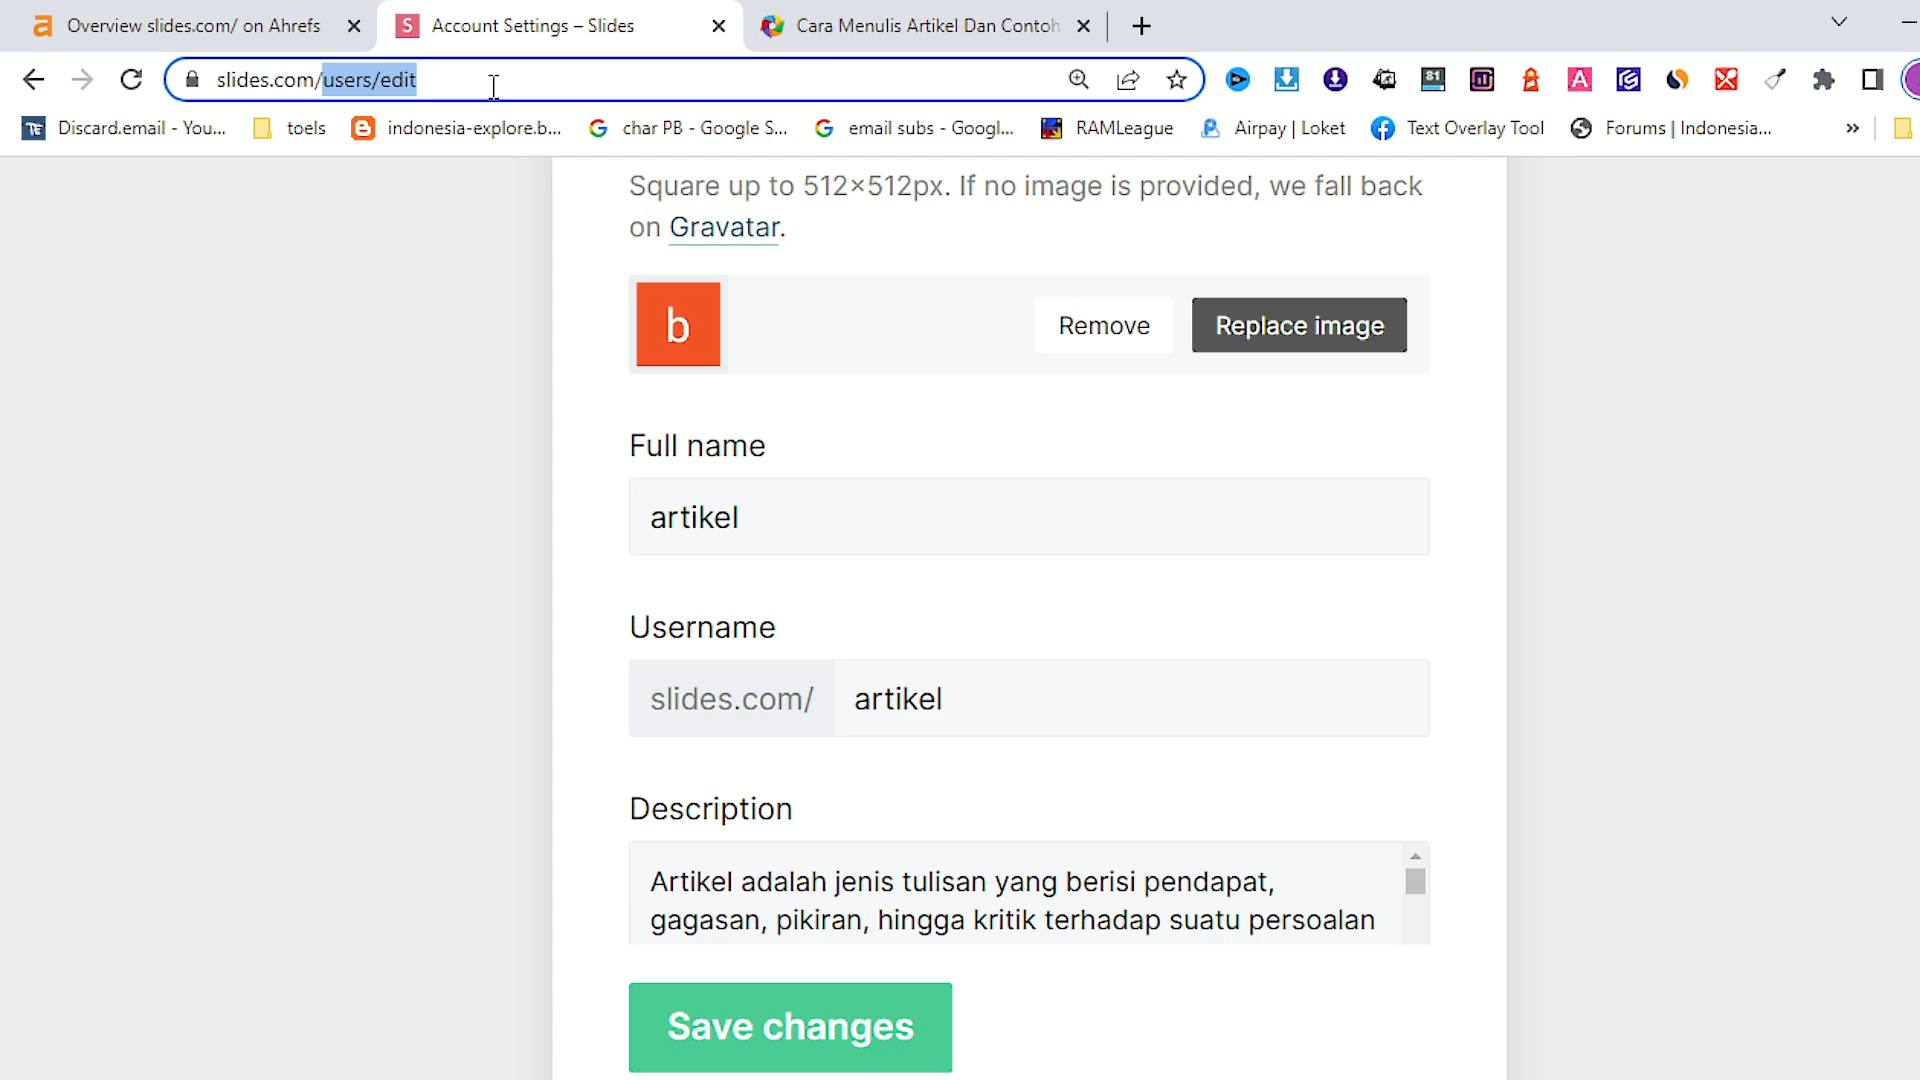 Overview slides.com/ on Ahrefs
Account Settings – Slides
Cara Menulis Artikel Dan Contoh
slides.com/users/edit
Discard.email - You...
toels
indonesia-explore.b...
char PB - Google S...
email subs - Googl...
RAMLeague
Airpay | Loket
Text Overlay Tool
Forums | Indonesia...
Square up to 512×512px. If no image is provided, we fall back
on Gravatar.
b
Remove
Replace image
Full name
artikel
Username
slides.com/ artikel
Description
Artikel adalah jenis tulisan yang berisi pendapat,
gagasan, pikiran, hingga kritik terhadap suatu persoalan
Save changes